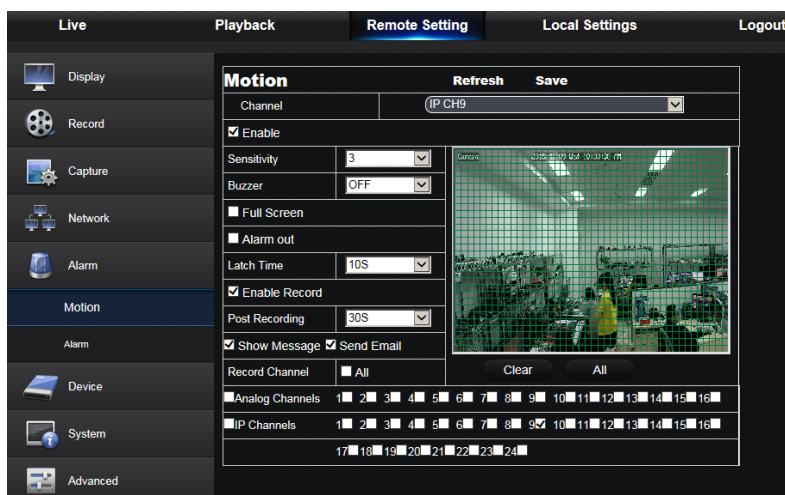 Live Playback Remote Setting Local Settings Logout
Display
Record
Capture
Network
Alarm
Motion
Alarm
Device
System
Advanced
Motion Refresh Save
Channel IP CH9
Enable
Sensitivity 3
Buzzer OFF
Full Screen
Alarm out
Latch Time 10S
Enable Record
Post Recording 30S
Show Message Send Email
Camera
Clear All
Record Channel All
Analog Channels 1 2 3 4 5 6 7 8 9 10 11 12 13 14 15 16
IP Channels 1 2 3 4 5 6 7 8 9 10 11 12 13 14 15 16
17 18 19 20 21 22 23 24